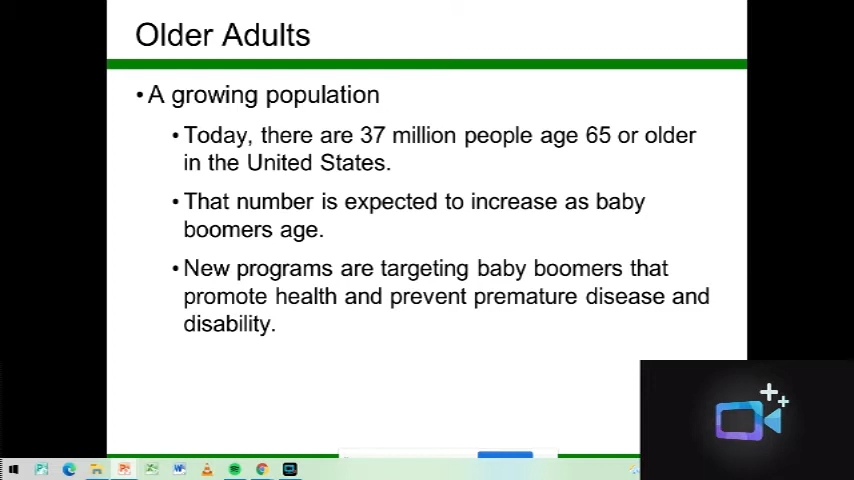 Older Adults
• A growing population
• Today, there are 37 million people age 65 or older
in the United States.
• That number is expected to increase as baby
boomers age.
• New programs are targeting baby boomers that
promote health and prevent premature disease and
disability.